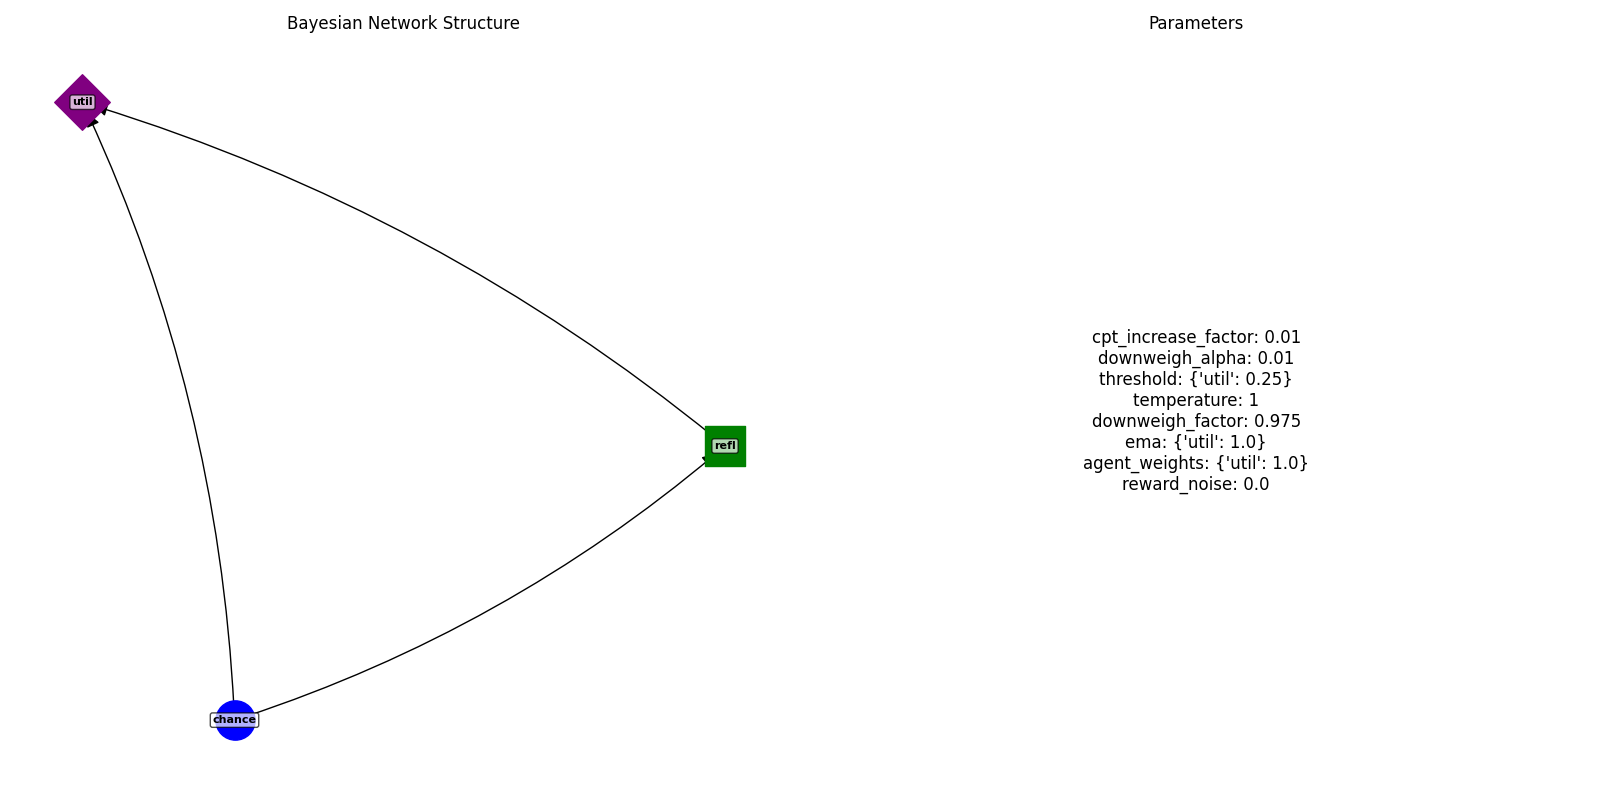 Bayesian Network Structure
Parameters
util
refl
chance
cpt_increase_factor: 0.01
downweigh_alpha: 0.01
threshold: {'util': 0.25}
temperature: 1
downweigh_factor: 0.975
ema: {'util': 1.0}
agent_weights: {'util': 1.0}
reward_noise: 0.0